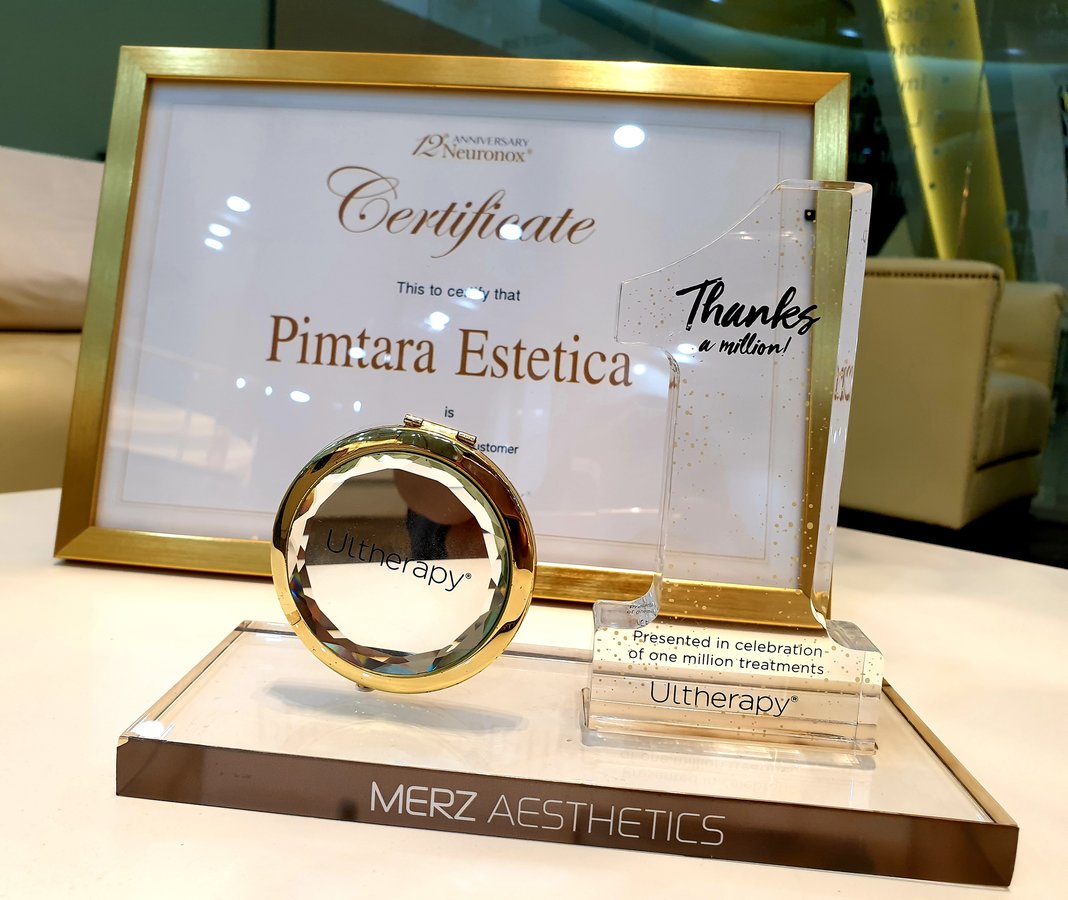 12th ANNIVERSARY
Neuronox®
Certificate
This to certify that
Pimtara Estetica
is
Thanks
a million!
Ultherapy®
Presented in celebration
of one million treatments
Ultherapy®
MERZ AESTHETICS